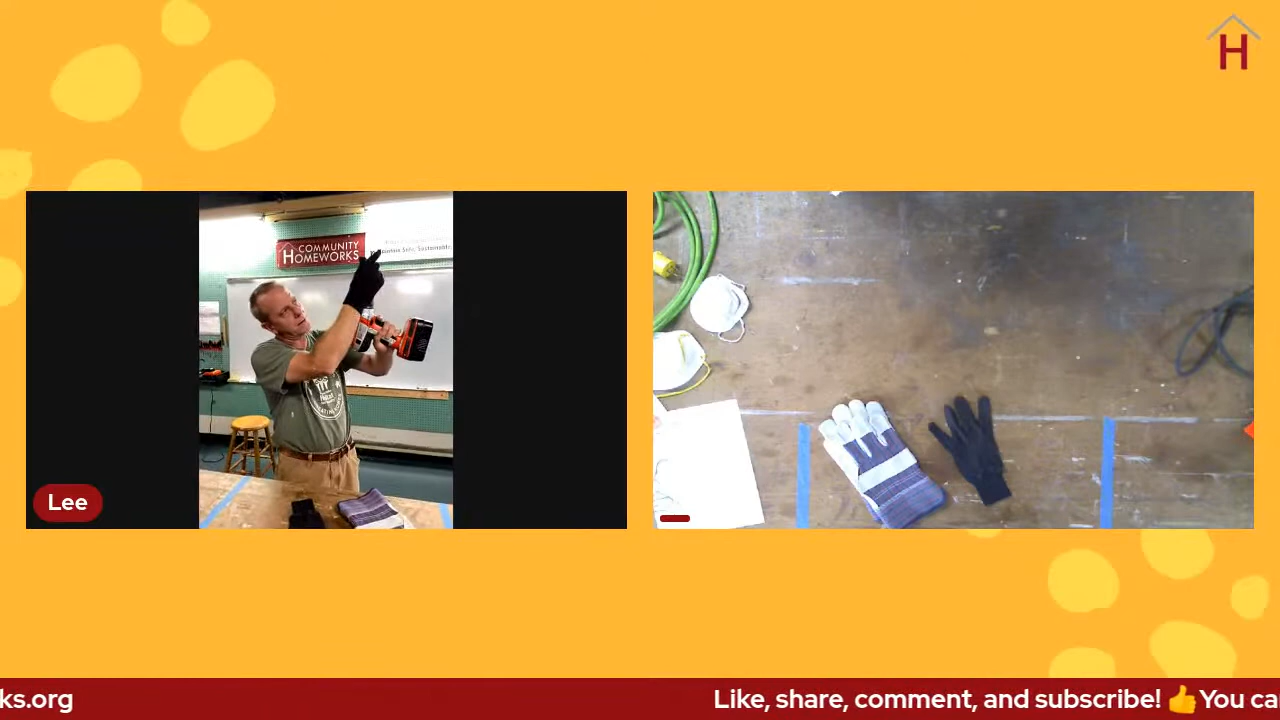 H
COMMUNITY
HOMEWORKS
Lee
ks.org
Like, share, comment, and subscribe! 👍You ca